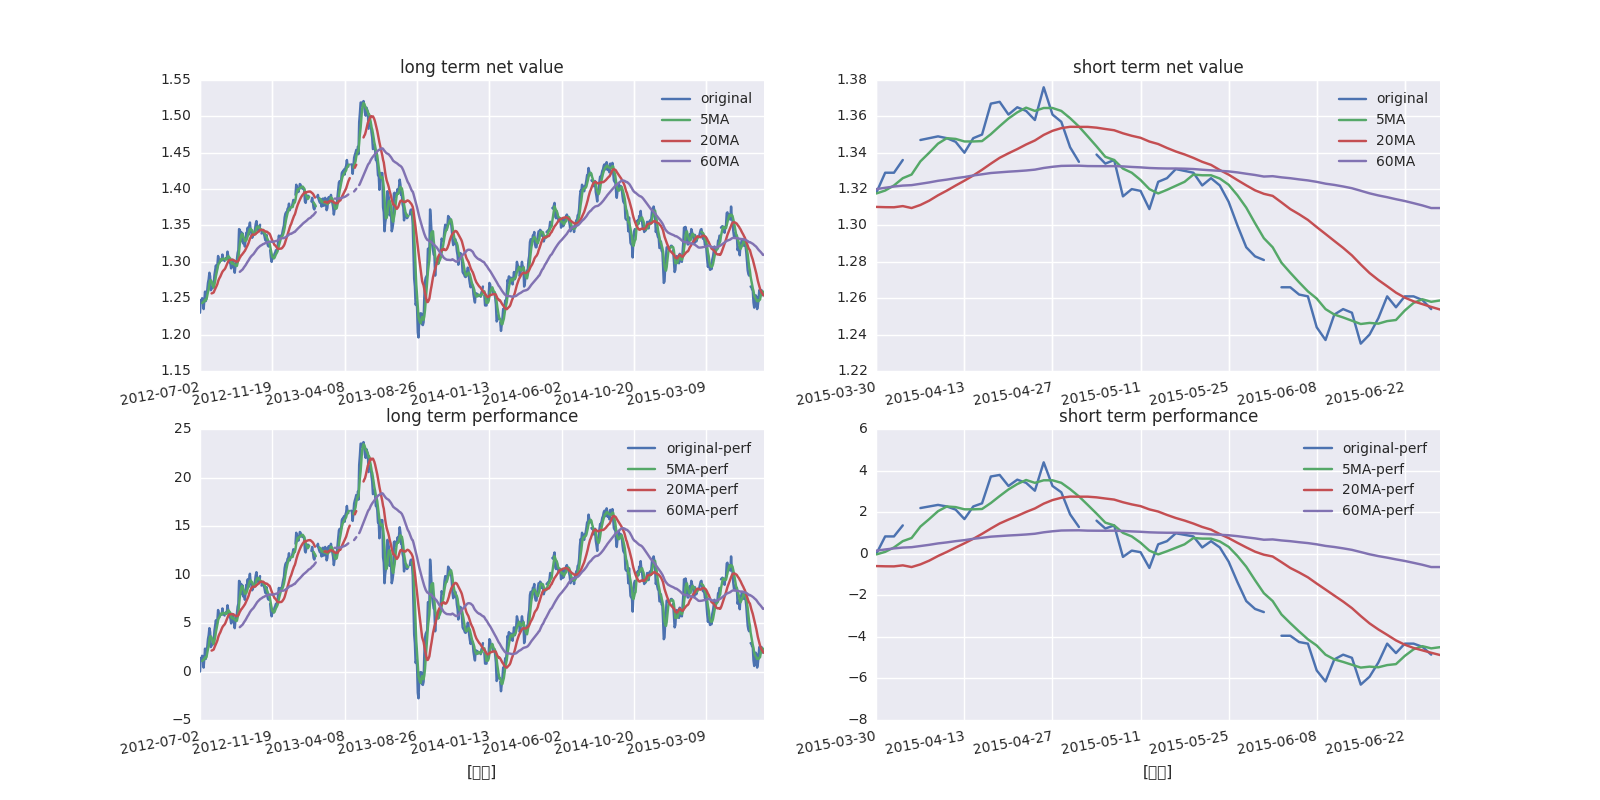 long term net value
1.55
1.50
1.45
1.40
1.35
1.30
1.25
1.20
1.15
original
5MA
20MA
60MA
2012-07-02 2012-11-19 2013-04-08 2013-08-26 2014-01-13 2014-06-02 2014-10-20 2015-03-09
short term net value
1.38
1.36
1.34
1.32
1.30
1.28
1.26
1.24
1.22
original
5MA
20MA
60MA
2015-03-30 2015-04-13 2015-04-27 2015-05-11 2015-05-25 2015-06-08 2015-06-22
long term performance
25
20
15
10
5
0
−5
original-perf
5MA-perf
20MA-perf
60MA-perf
2012-07-02 2012-11-19 2013-04-08 2013-08-26 2014-01-13 2014-06-02 2014-10-20 2015-03-09
short term performance
6
4
2
0
−2
−4
−6
−8
original-perf
5MA-perf
20MA-perf
60MA-perf
2015-03-30 2015-04-13 2015-04-27 2015-05-11 2015-05-25 2015-06-08 2015-06-22